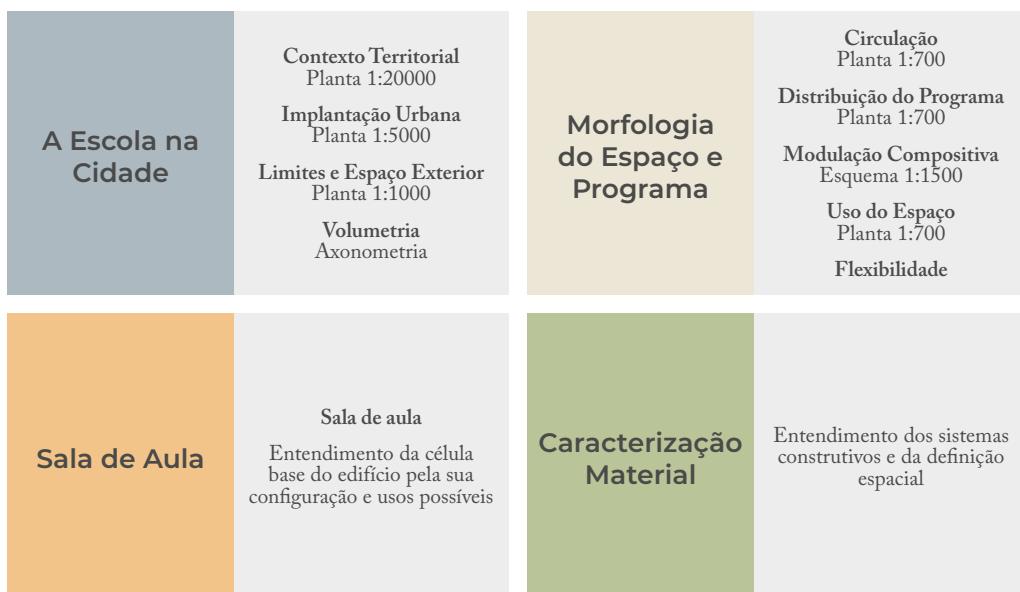 A Escola na
Cidade
Contexto Territorial
Planta 1:20000
Implantação Urbana
Planta 1:5000
Limites e Espaço Exterior
Planta 1:1000
Volumetria
Axonometria
Morfologia
do Espaço e
Programa
Circulação
Planta 1:700
Distribuição do Programa
Planta 1:700
Modulação Compositiva
Esquema 1:1500
Uso do Espaço
Planta 1:700
Flexibilidade
Sala de Aula
Sala de aula
Entendimento da célula
base do edifício pela sua
configuração e usos possíveis
Caracterização
Material
Entendimento dos sistemas
construtivos e da definição
espacial